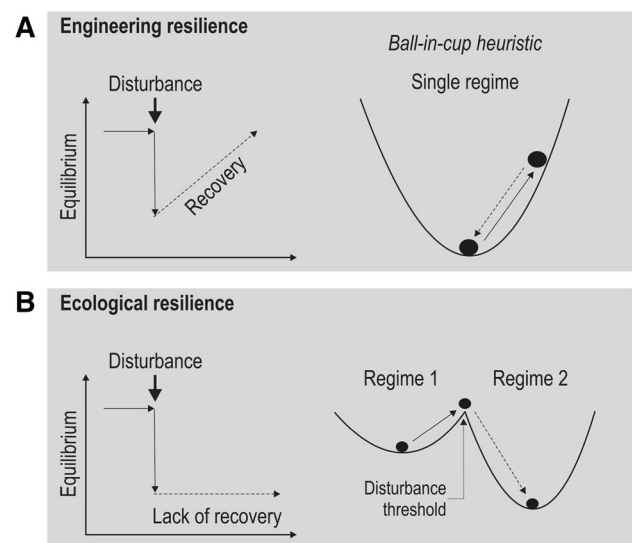 A
Engineering resilience
Ball-in-cup heuristic
Single regime
Disturbance
Equilibrium
Recovery
B
Ecological resilience
Disturbance
Equilibrium
Lack of recovery
Regime 1
Regime 2
Disturbance
threshold